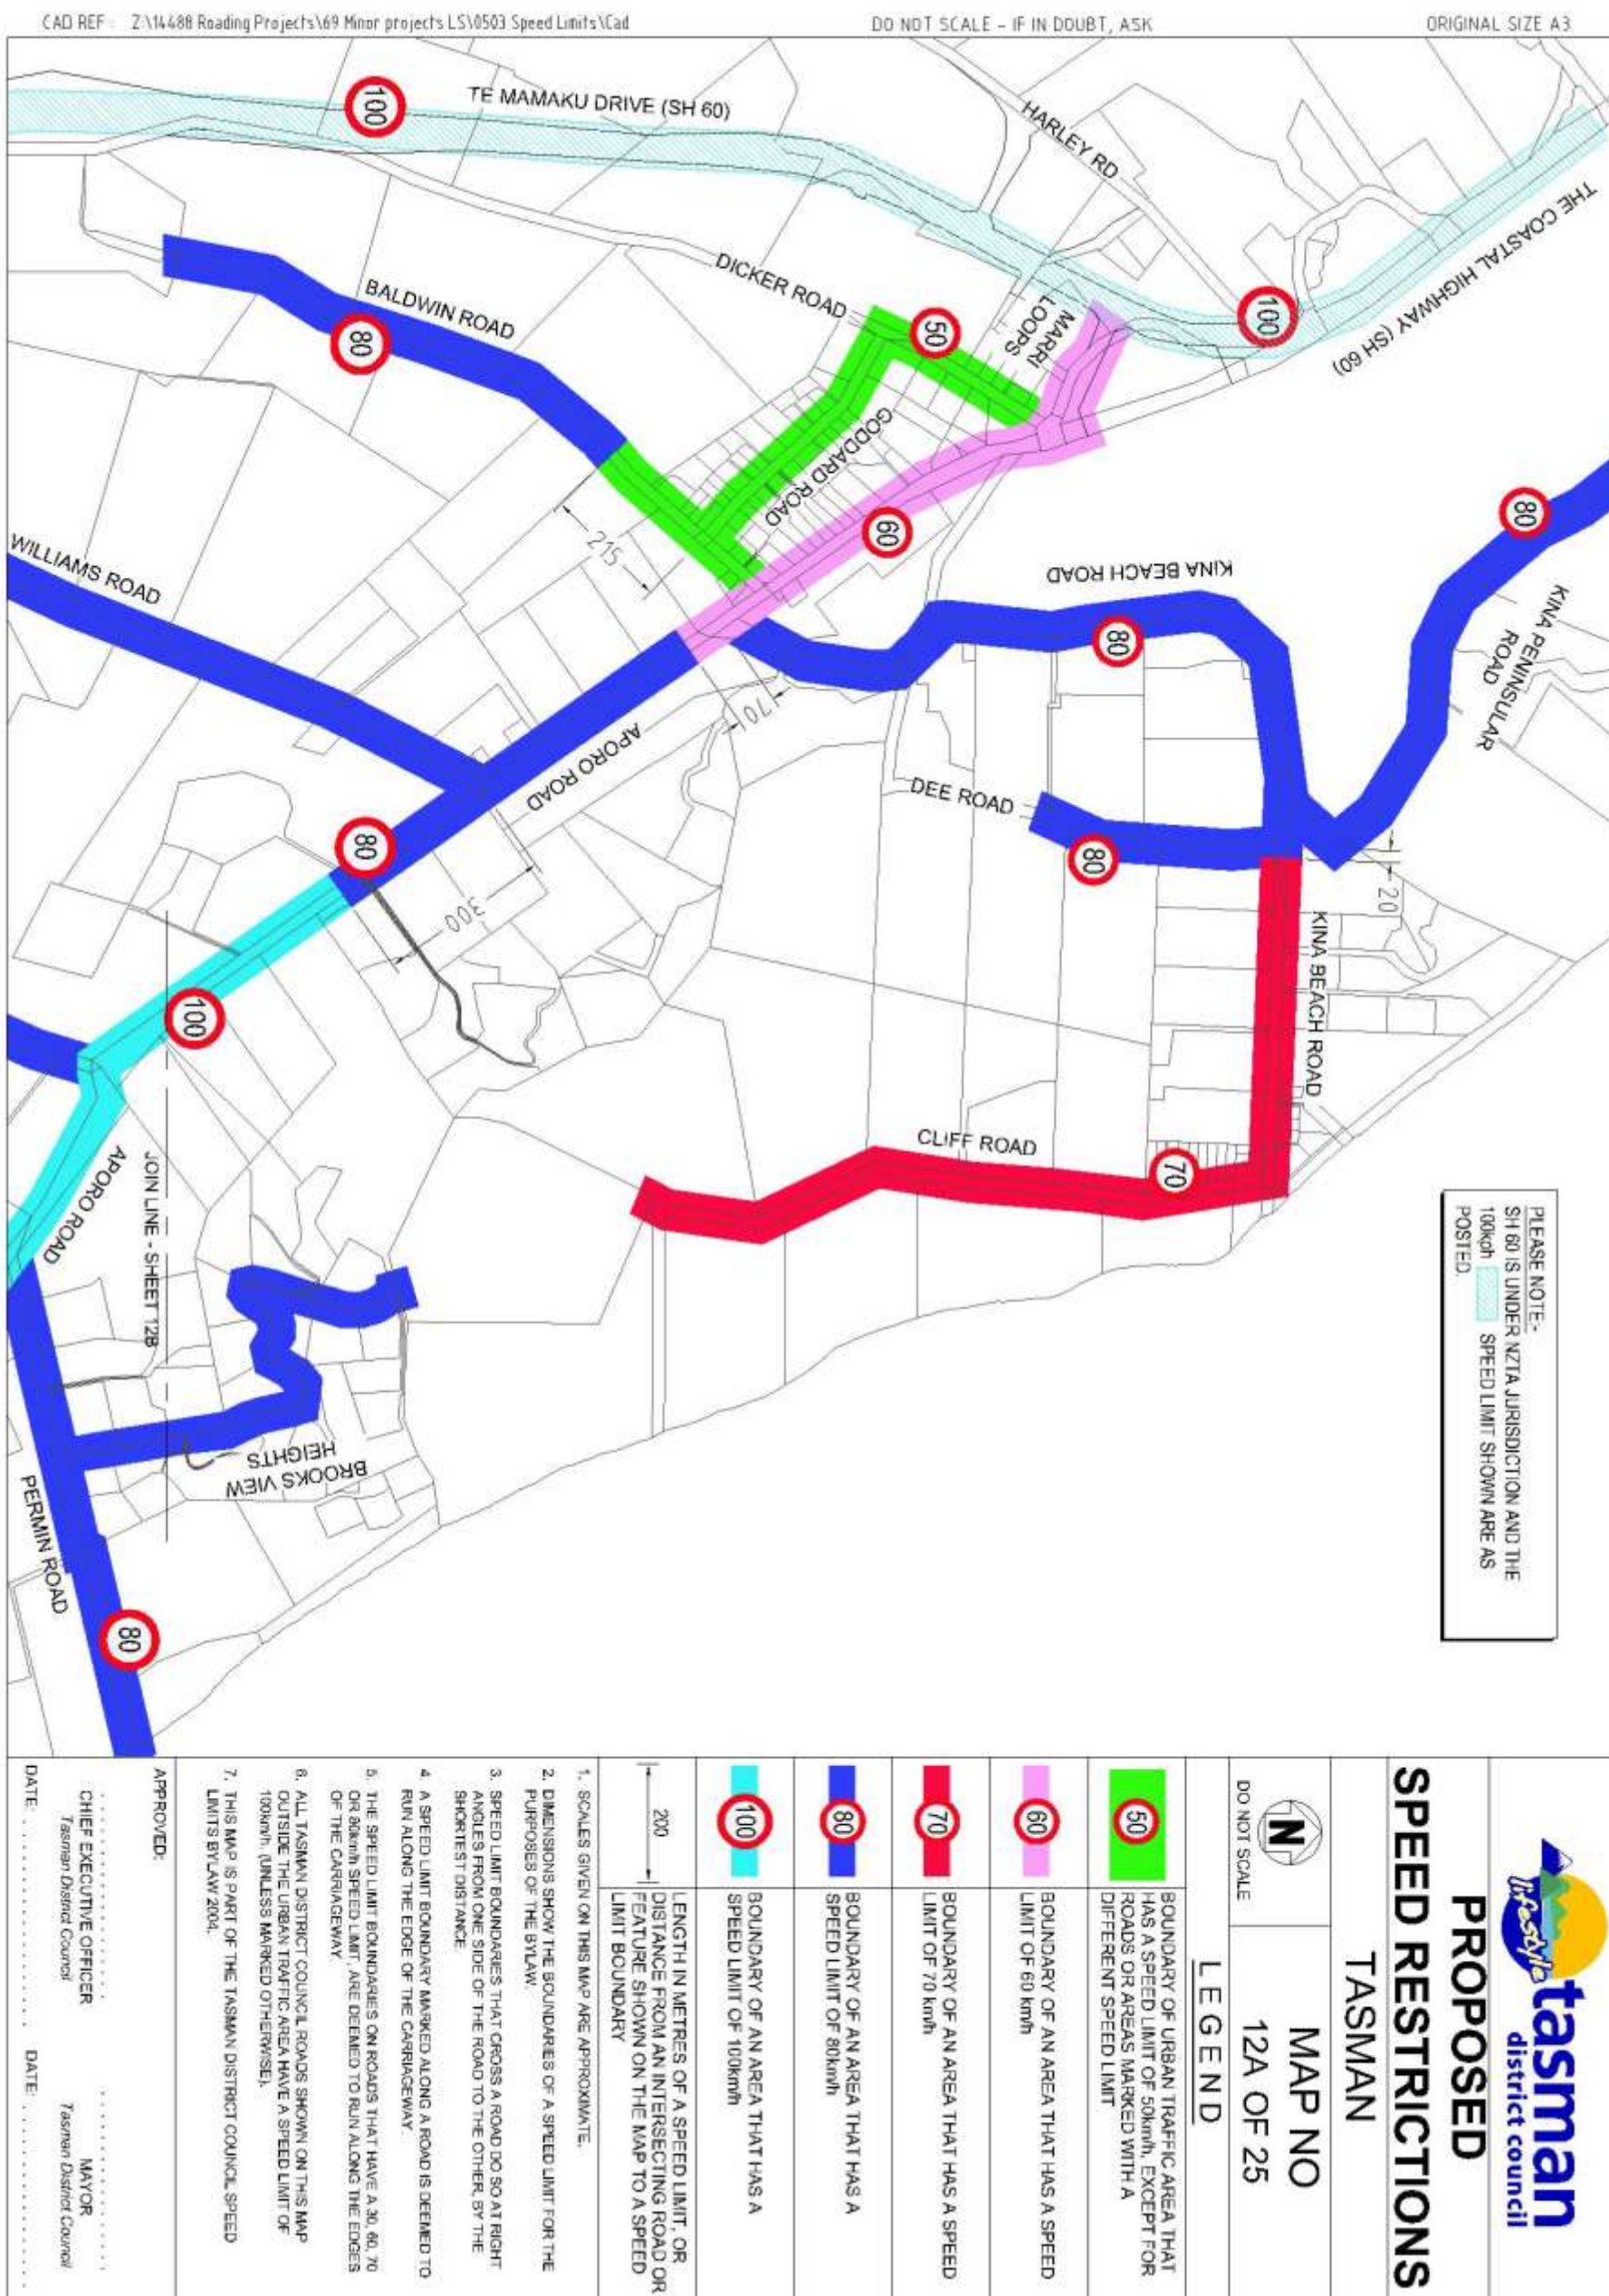 CAD REF : Z:\14488 Roading Projects\69 Minor projects LS\0503 Speed Limits\Cad
DO NOT SCALE - IF IN DOUBT, ASK
ORIGINAL SIZE A3
TE MAMAKU DRIVE (SH 60)
100
HARLEY RD
THE COASTAL HIGHWAY (SH 60)
100
DICKER ROAD
MARRI
LOOPS
BALDWIN ROAD
80
50
GODDARD ROAD
60
215
WILLIAMS ROAD
KINA BEACH ROAD
80
80
KINA PENINSULAR
ROAD
170
APORO ROAD
DEE ROAD
80
80
20
300
KINA BEACH ROAD
100
CLIFF ROAD
70
APORO ROAD
JOIN LINE - SHEET 12B
BROOKS VIEW
HEIGHTS
PERMIN ROAD
80
PLEASE NOTE:-
SH 60 IS UNDER NZTA JURISDICTION AND THE
100kph SPEED LIMIT SHOWN ARE AS
POSTED.
lifestyle
tasman
district council
PROPOSED
SPEED RESTRICTIONS
TASMAN
N
DO NOT SCALE
MAP NO
12A OF 25
LEGEND
50
BOUNDARY OF URBAN TRAFFIC AREA THAT
HAS A SPEED LIMIT OF 50km/h, EXCEPT FOR
ROADS OR AREAS MARKED WITH A
DIFFERENT SPEED LIMIT
60
BOUNDARY OF AN AREA THAT HAS A SPEED
LIMIT OF 60 km/h
70
BOUNDARY OF AN AREA THAT HAS A SPEED
LIMIT OF 70 km/h
80
BOUNDARY OF AN AREA THAT HAS A
SPEED LIMIT OF 80km/h
100
BOUNDARY OF AN AREA THAT HAS A
SPEED LIMIT OF 100km/h
200
LENGTH IN METRES OF A SPEED LIMIT, OR
DISTANCE FROM AN INTERSECTING ROAD OR
FEATURE SHOWN ON THE MAP TO A SPEED
LIMIT BOUNDARY
1. SCALES GIVEN ON THIS MAP ARE APPROXIMATE.
2. DIMENSIONS SHOW THE BOUNDARIES OF A SPEED LIMIT FOR THE
PURPOSES OF THE BYLAW.
3. SPEED LIMIT BOUNDARIES THAT CROSS A ROAD DO SO AT RIGHT
ANGLES FROM ONE SIDE OF THE ROAD TO THE OTHER, BY THE
SHORTEST DISTANCE
4. A SPEED LIMIT BOUNDARY MARKED ALONG A ROAD IS DEEMED TO
RUN ALONG THE EDGE OF THE CARRIAGEWAY.
5. THE SPEED LIMIT BOUNDARIES ON ROADS THAT HAVE A 30, 60, 70
OR 80km/h SPEED LIMIT, ARE DEEMED TO RUN ALONG THE EDGES
OF THE CARRIAGEWAY.
6. ALL TASMAN DISTRICT COUNCIL ROADS SHOWN ON THIS MAP
OUTSIDE THE URBAN TRAFFIC AREA HAVE A SPEED LIMIT OF
100km/h. (UNLESS MARKED OTHERWISE).
7. THIS MAP IS PART OF THE TASMAN DISTRICT COUNCIL SPEED
LIMITS BYLAW 2004.
APPROVED:
CHIEF EXECUTIVE OFFICER
Tasman District Council
MAYOR
Tasman District Council
DATE: . . . . . . . . . . . .
DATE: . . . . . . . . . . . .